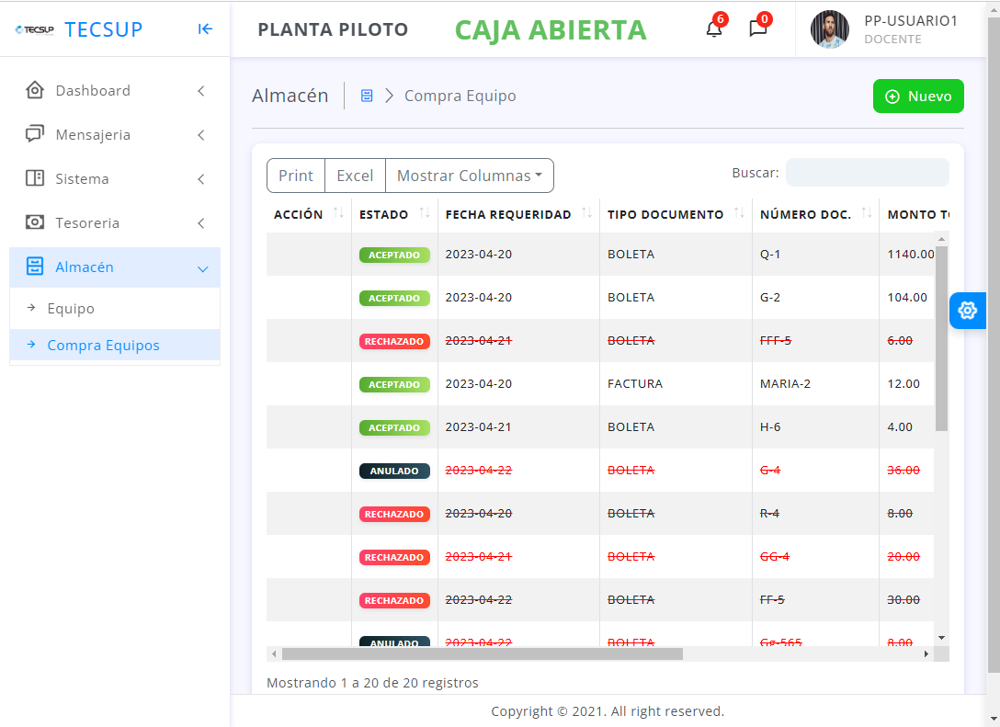 TECSUP TECSUP
PLANTA PILOTO
CAJA ABIERTA
6
0
PP-USUARIO1
DOCENTE
Dashboard
Mensajeria
Sistema
Tesoreria
Almacén
Equipo
Compra Equipos
Almacén Compra Equipo
Nuevo
Print Excel Mostrar Columnas
Buscar:
ACCIÓN ESTADO FECHA REQUERIDAD TIPO DOCUMENTO NÚMERO DOC. MONTO TO
ACEPTADO 2023-04-20 BOLETA Q-1 1140.00
ACEPTADO 2023-04-20 BOLETA G-2 104.00
RECHAZADO 2023-04-21 BOLETA FFF-5 6.00
ACEPTADO 2023-04-20 FACTURA MARIA-2 12.00
ACEPTADO 2023-04-21 BOLETA H-6 4.00
ANULADO 2023-04-22 BOLETA G-4 36.00
RECHAZADO 2023-04-20 BOLETA R-4 8.00
RECHAZADO 2023-04-21 BOLETA GG-4 20.00
RECHAZADO 2023-04-22 BOLETA FF-5 30.00
ANULADO 2023-04-22 BOLETA Gg-565 8.00
Mostrando 1 a 20 de 20 registros
Copyright © 2021. All right reserved.